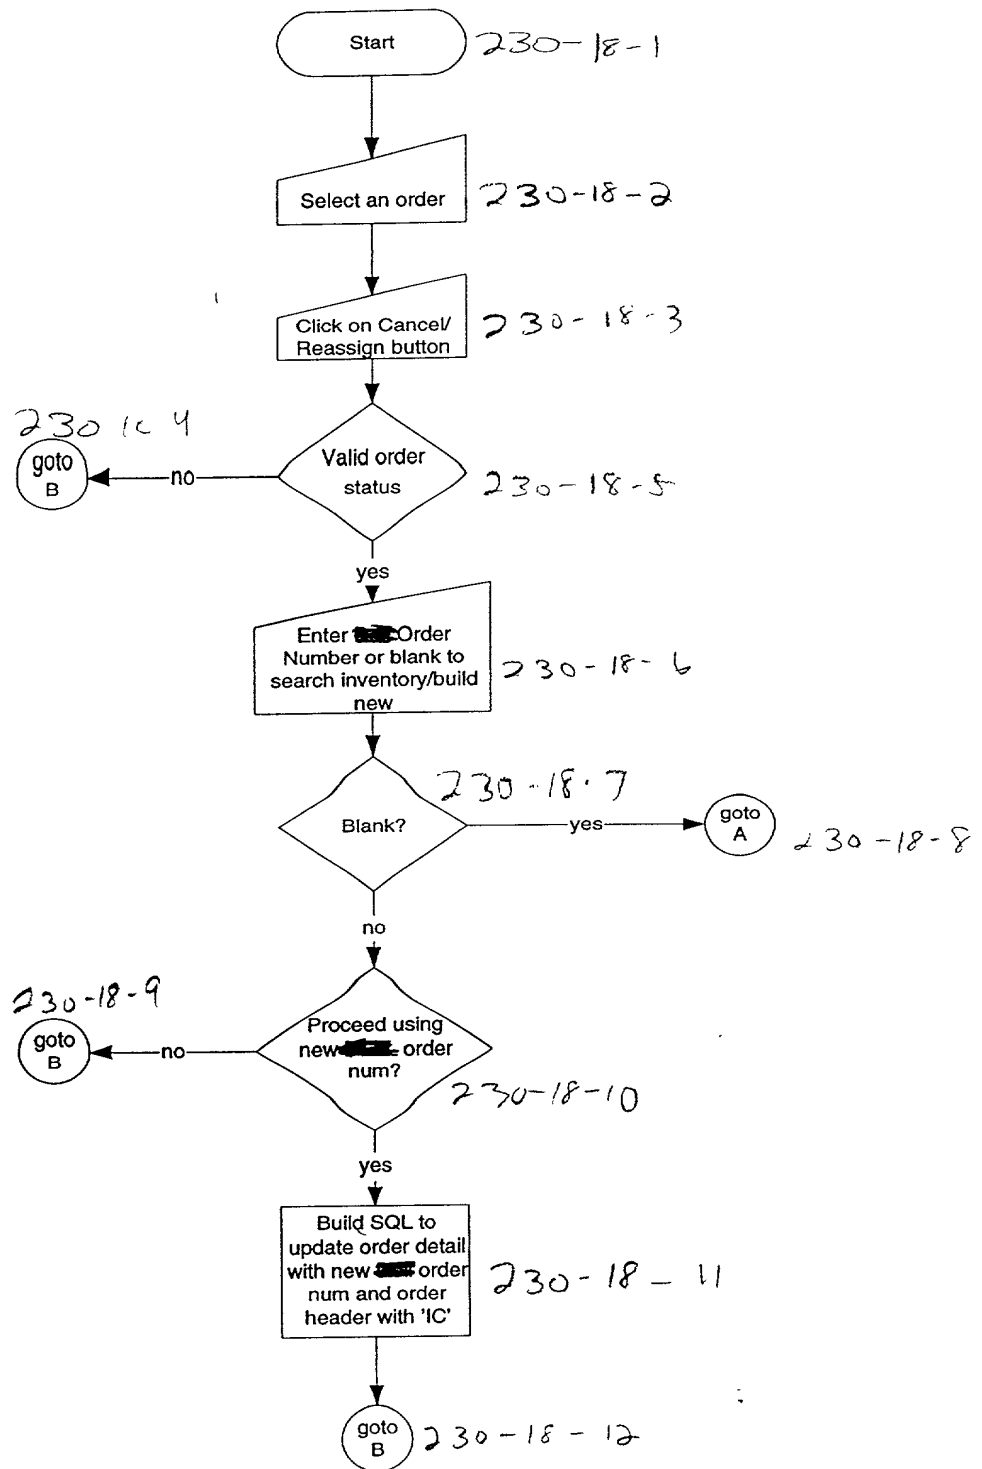 Start
230-18-1
Select an order
230-18-2
Click on Cancel/
Reassign button
230-18-3
230
4
goto
B
no
Valid order
status
230-18-5
yes
Enter Order
Number or blank to
search inventory/build
new
230-18-6
230-18-7
Blank?
yes
goto
A
230-18-8
no
230-18-9
goto
B
no
Proceed using
new order
num?
230-18-10
yes
Build SQL to
update order detail
with new order
num and order
header with 'IC'
230-18-11
goto
B
230-18-12